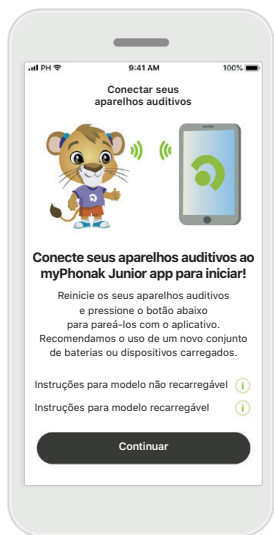 PH 9:41 AM 100%
Conectar seus
aparelhos auditivos
Conecte seus aparelhos auditivos ao
myPhonak Junior app para iniciar!
Reinicie os seus aparelhos auditivos
e pressione o botão abaixo
para pareá-los com o aplicativo.
Recomendamos o uso de um novo conjunto
de baterias ou dispositivos carregados.
Instruções para modelo não recarregável i
Instruções para modelo recarregável i
Continuar